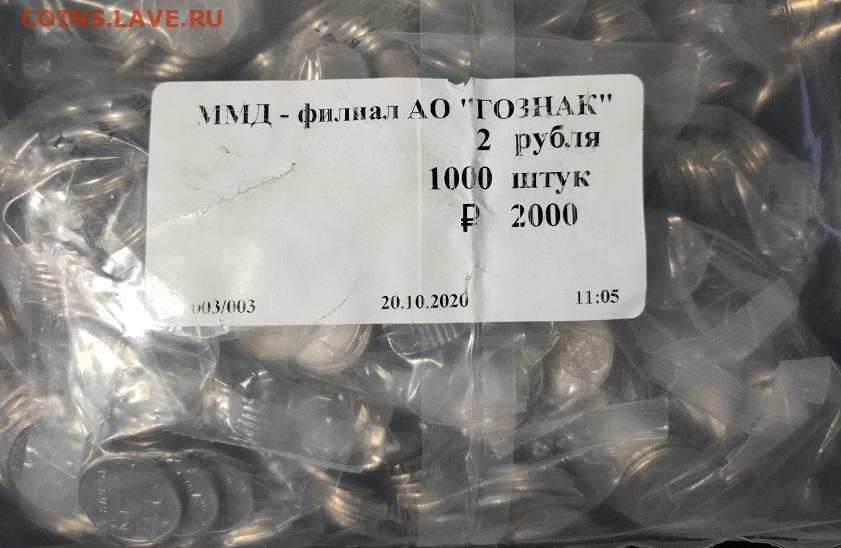 COINS.LAVE.RU
ММД - филиал АО "ГОЗНАК"
2 рубля
1000 штук
₽ 2000
003/003 20.10.2020 11:05